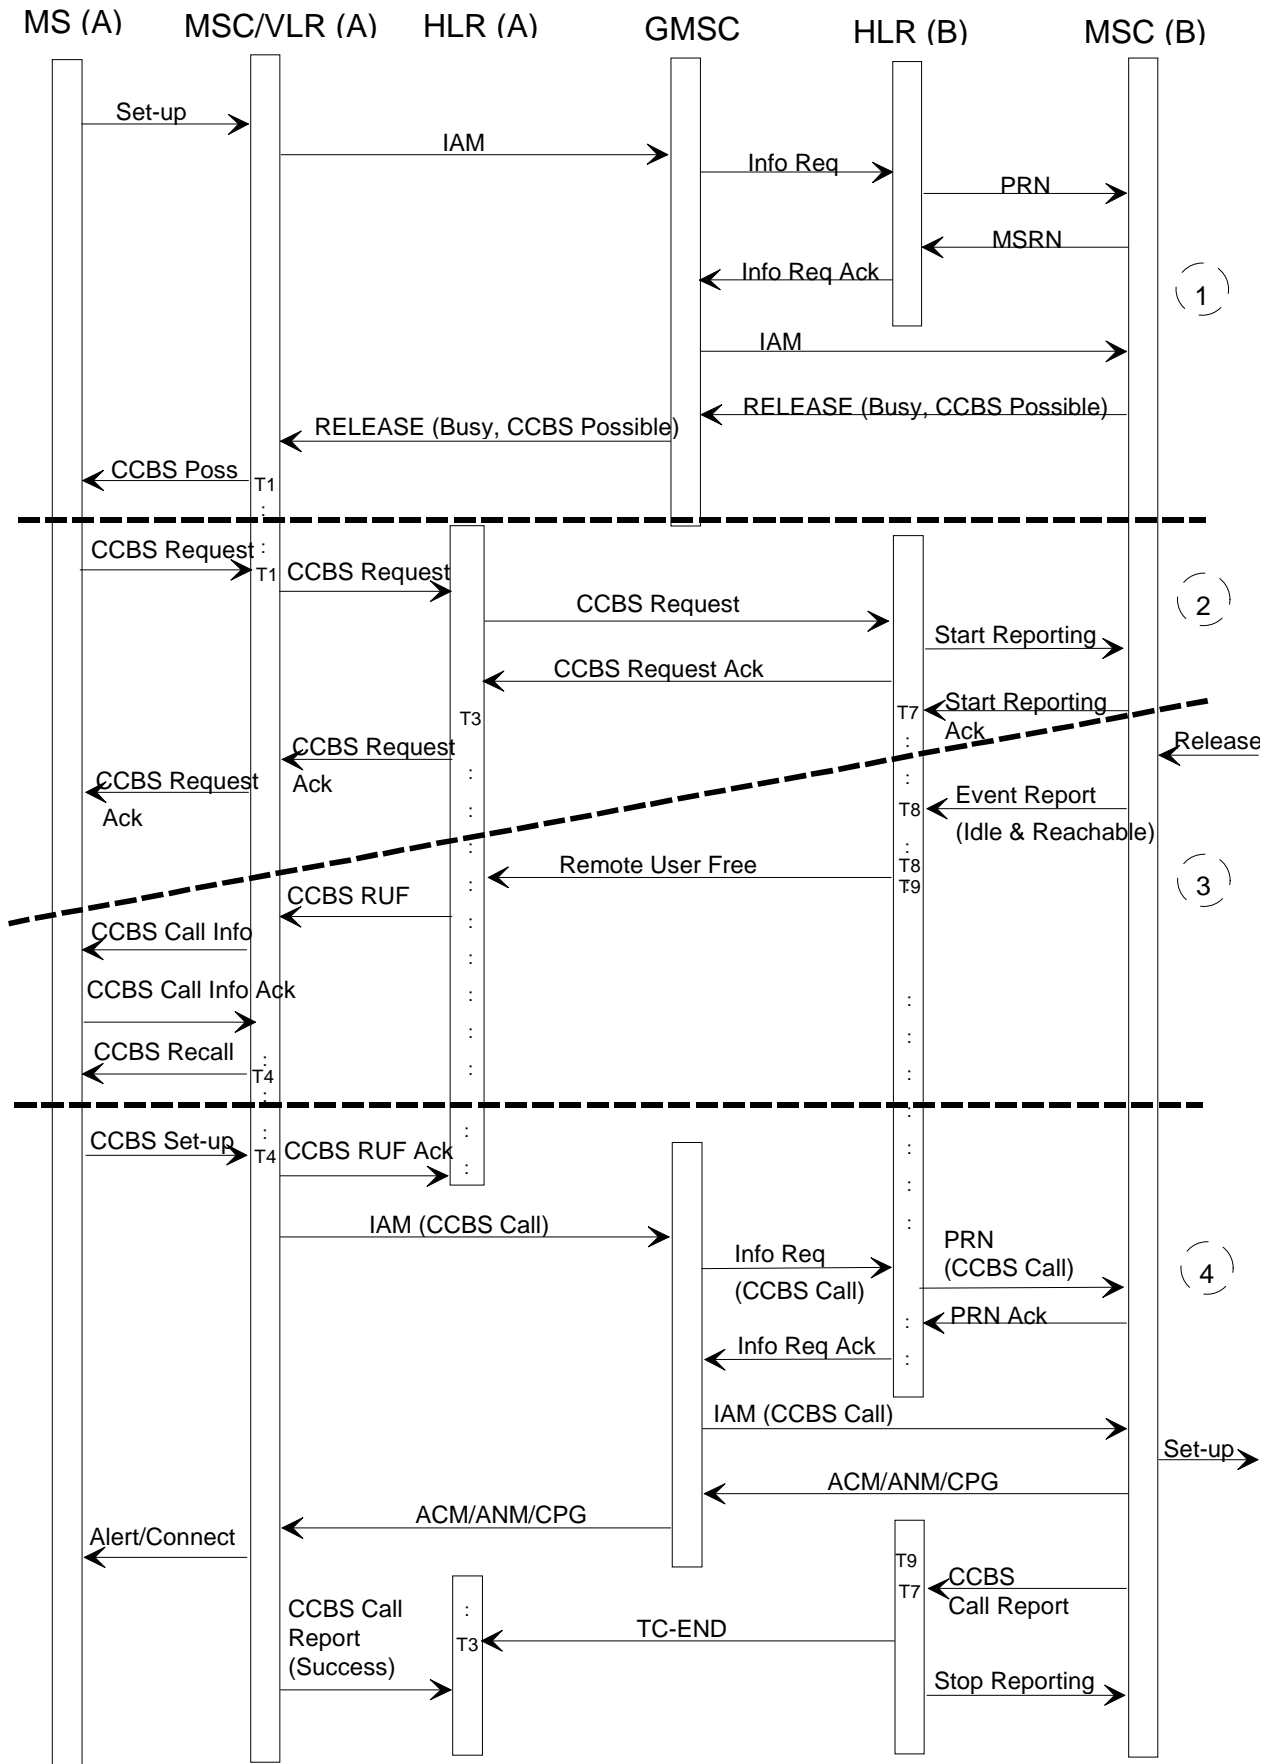 MS (A) MSC/VLR (A) HLR (A) GMSC HLR (B) MSC (B)
Set-up
IAM
Info Req
PRN
MSRN
Info Req Ack
1
IAM
RELEASE (Busy, CCBS Possible)
RELEASE (Busy, CCBS Possible)
CCBS Poss
T1
:
:
CCBS Request
T1
CCBS Request
CCBS Request
2
Start Reporting
CCBS Request Ack
T3
T7
Start Reporting
Ack
CCBS Request
Ack
Release
CCBS Request
Ack
T8
Event Report
(Idle & Reachable)
T8
Remote User Free
T9
3
CCBS RUF
CCBS Call Info
CCBS Call Info Ack
CCBS Recall
T4
CCBS Set-up
T4
CCBS RUF Ack
IAM (CCBS Call)
Info Req
(CCBS Call)
PRN
(CCBS Call)
4
PRN Ack
Info Req Ack
IAM (CCBS Call)
Set-up
ACM/ANM/CPG
ACM/ANM/CPG
Alert/Connect
T9
T7
CCBS
Call Report
CCBS Call
Report
(Success)
T3
TC-END
Stop Reporting